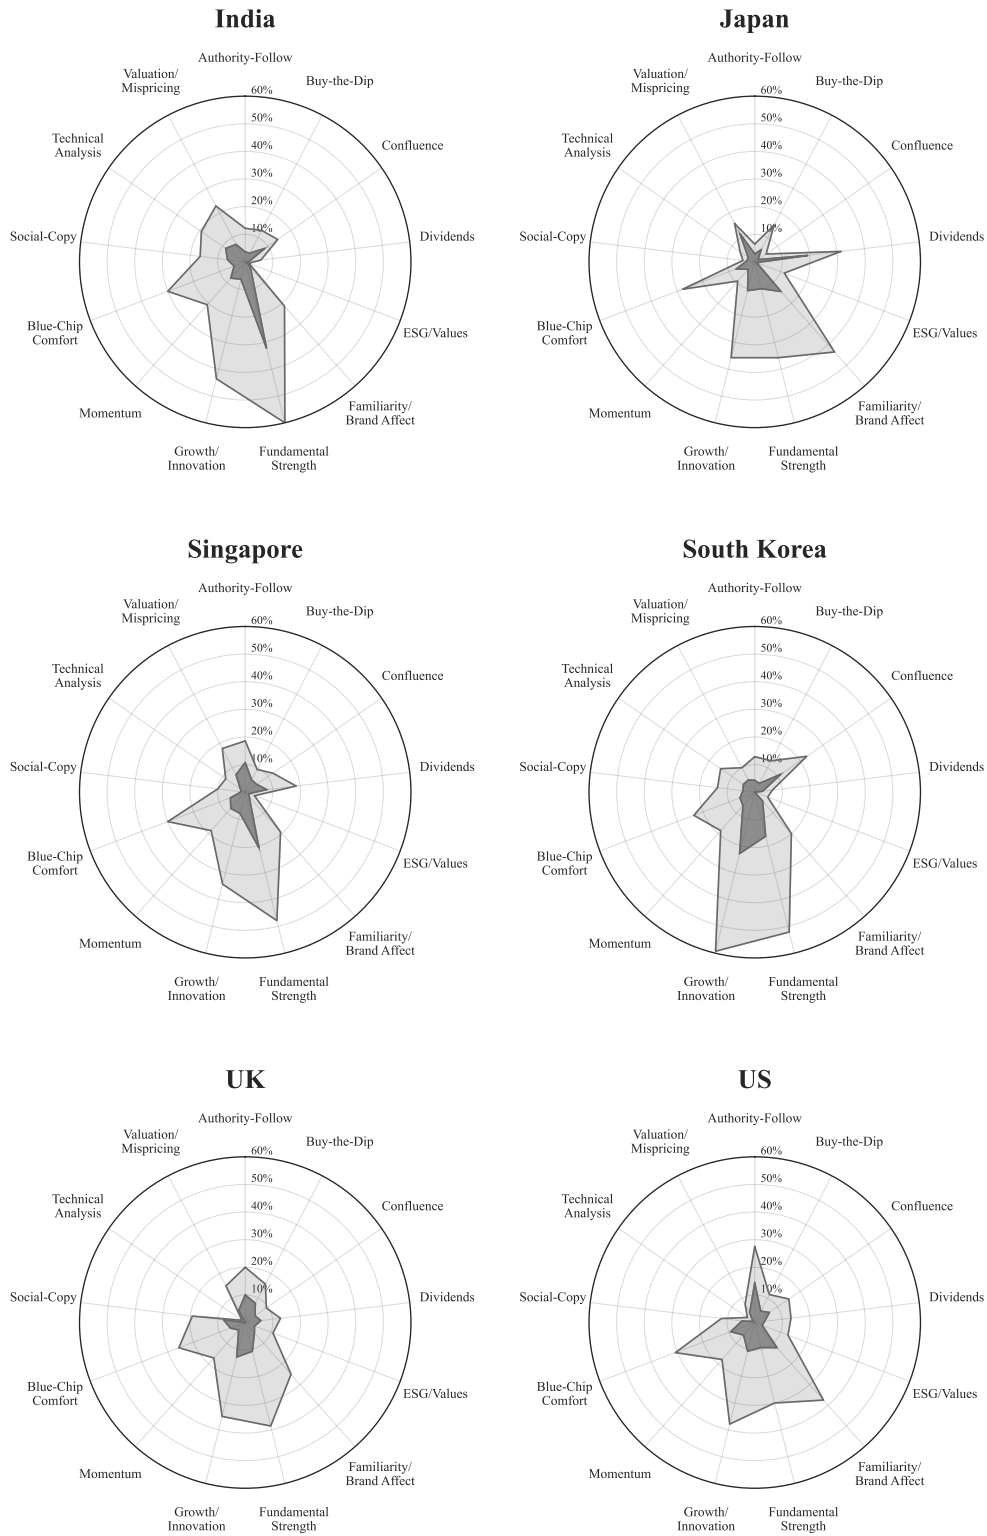 India
Authority-Follow
Buy-the-Dip
Confluence
Dividends
ESG/Values
Familiarity/
Brand Affect
Fundamental
Strength
Growth/
Innovation
Momentum
Blue-Chip
Comfort
Social-Copy
Technical
Analysis
Valuation/
Mispricing
60%
50%
40%
30%
20%
10%
Japan
Authority-Follow
Buy-the-Dip
Confluence
Dividends
ESG/Values
Familiarity/
Brand Affect
Fundamental
Strength
Growth/
Innovation
Momentum
Blue-Chip
Comfort
Social-Copy
Technical
Analysis
Valuation/
Mispricing
60%
50%
40%
30%
20%
10%
Singapore
Authority-Follow
Buy-the-Dip
Confluence
Dividends
ESG/Values
Familiarity/
Brand Affect
Fundamental
Strength
Growth/
Innovation
Momentum
Blue-Chip
Comfort
Social-Copy
Technical
Analysis
Valuation/
Mispricing
60%
50%
40%
30%
20%
10%
South Korea
Authority-Follow
Buy-the-Dip
Confluence
Dividends
ESG/Values
Familiarity/
Brand Affect
Fundamental
Strength
Growth/
Innovation
Momentum
Blue-Chip
Comfort
Social-Copy
Technical
Analysis
Valuation/
Mispricing
60%
50%
40%
30%
20%
10%
UK
Authority-Follow
Buy-the-Dip
Confluence
Dividends
ESG/Values
Familiarity/
Brand Affect
Fundamental
Strength
Growth/
Innovation
Momentum
Blue-Chip
Comfort
Social-Copy
Technical
Analysis
Valuation/
Mispricing
60%
50%
40%
30%
20%
10%
US
Authority-Follow
Buy-the-Dip
Confluence
Dividends
ESG/Values
Familiarity/
Brand Affect
Fundamental
Strength
Growth/
Innovation
Momentum
Blue-Chip
Comfort
Social-Copy
Technical
Analysis
Valuation/
Mispricing
60%
50%
40%
30%
20%
10%